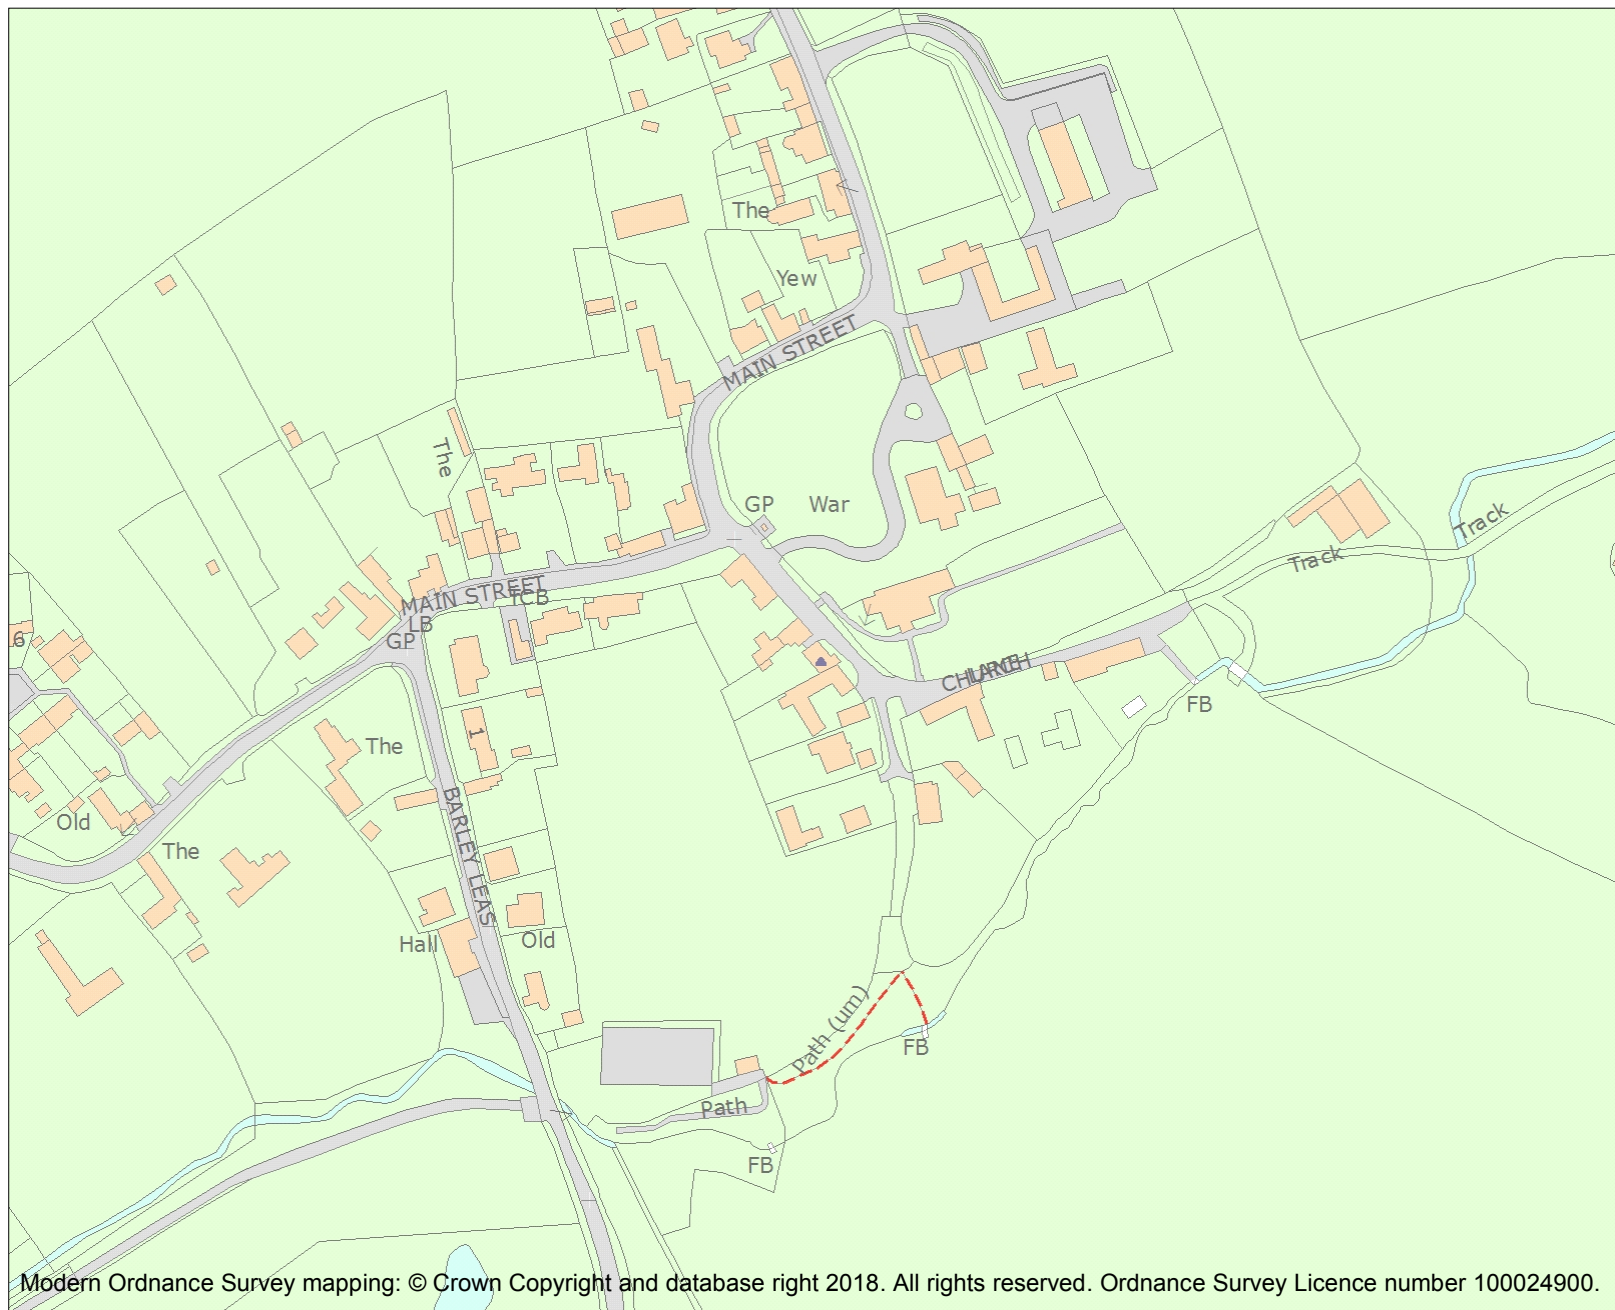 The
Yew
MAIN STREET
The
GP
War
Track
Track
MAIN STREET
TCB
LB
GP
6
CHURCH
LANE
FB
1
The
Old
The
BARLEY LEAS
Hall
Old
Path (um)
FB
Path
FB
Modern Ordnance Survey mapping: © Crown Copyright and database right 2018. All rights reserved. Ordnance Survey Licence number 100024900.